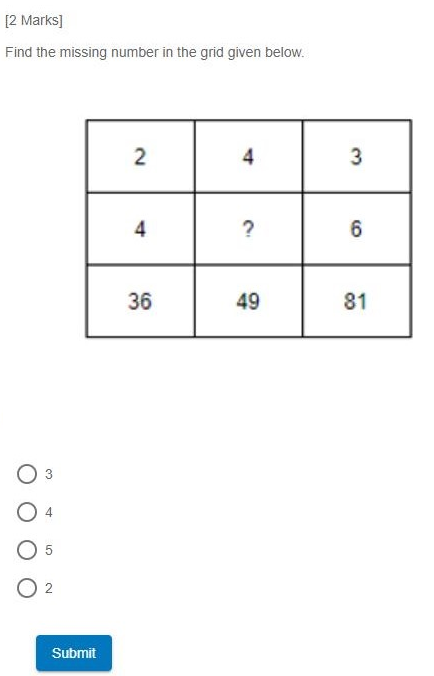 [2 Marks]
Find the missing number in the grid given below.
2 4 3
4 ? 6
36 49 81
3
4
5
2
Submit